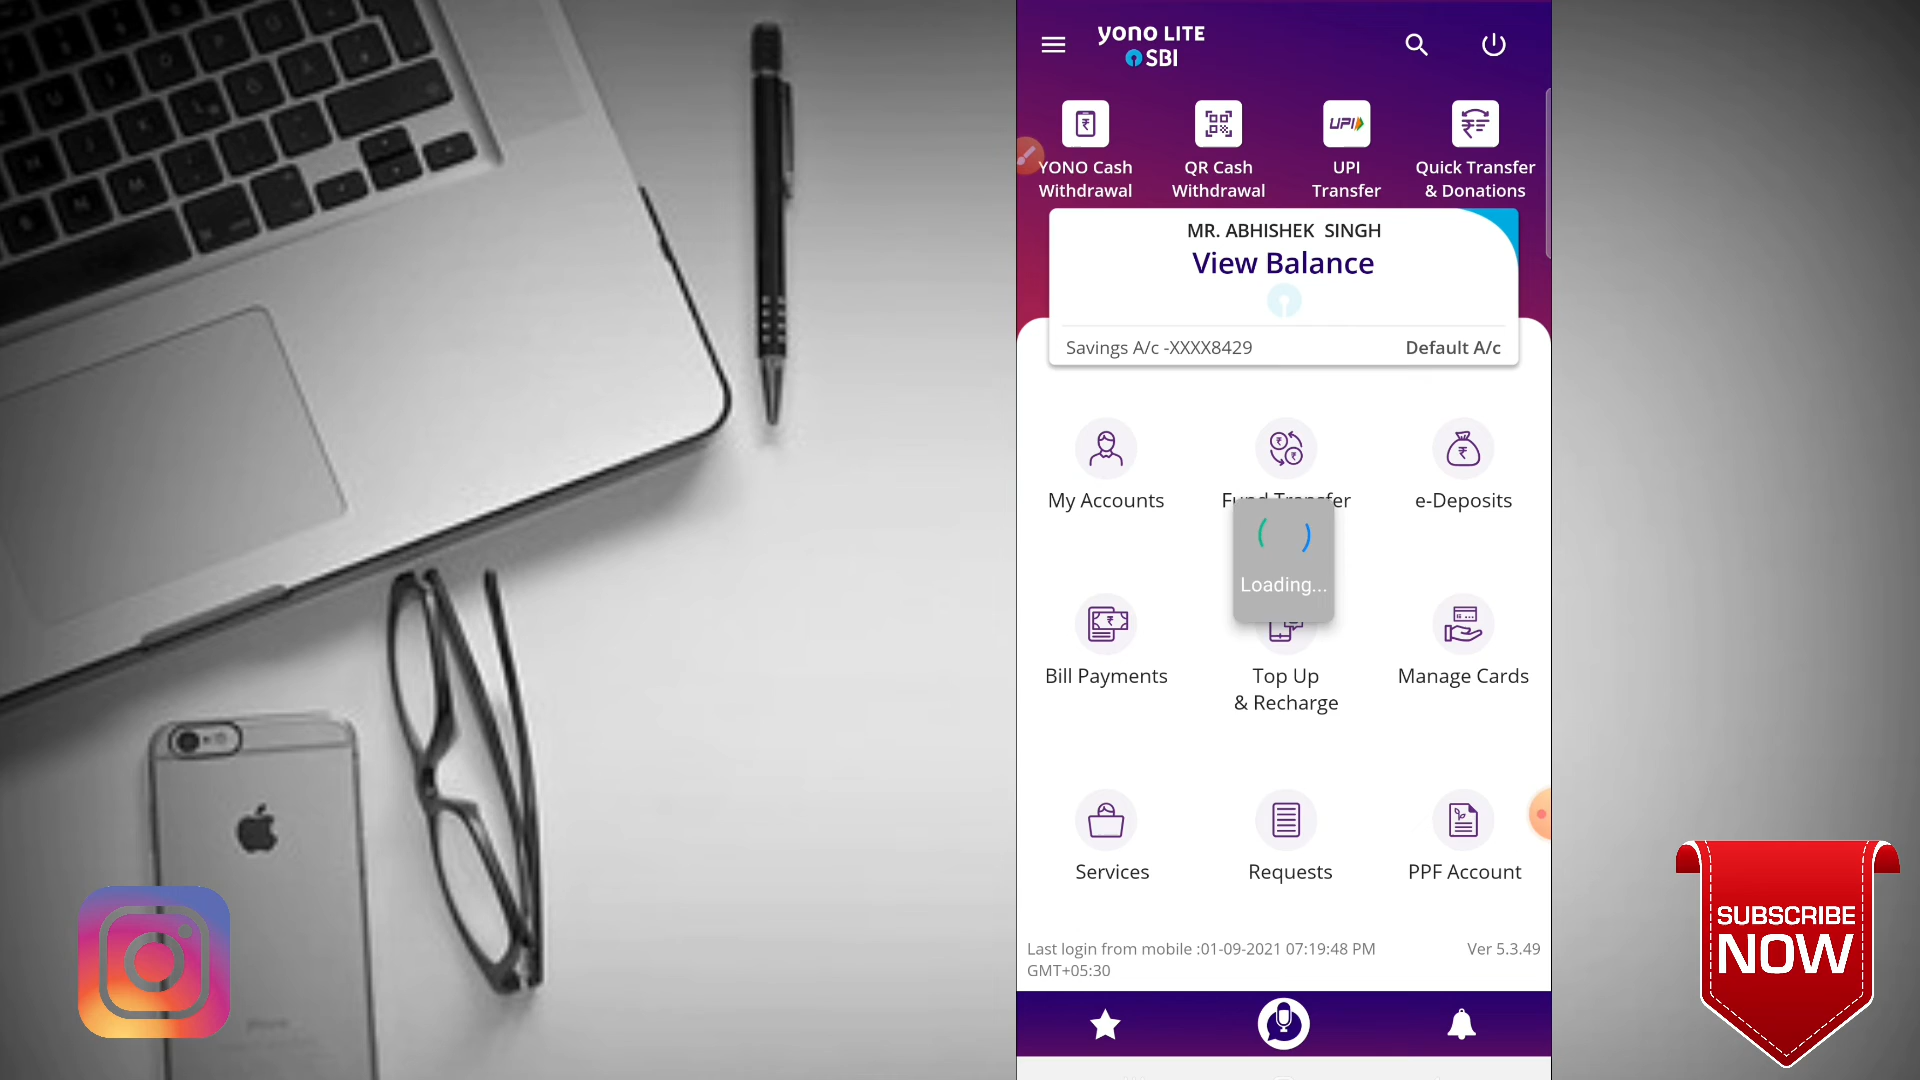 yono LITE
SBI
YONO Cash
Withdrawal
QR Cash
Withdrawal
UPI
UPI
Transfer
Quick Transfer
& Donations
MR. ABHISHEK SINGH
View Balance
Savings A/c -XXXX8429
Default A/c
My Accounts
Fund Transfer
e-Deposits
Loading...
Bill Payments
Top Up
& Recharge
Manage Cards
Services
Requests
PPF Account
Last login from mobile :01-09-2021 07:19:48 PM
GMT+05:30
Ver 5.3.49
SUBSCRIBE
NOW